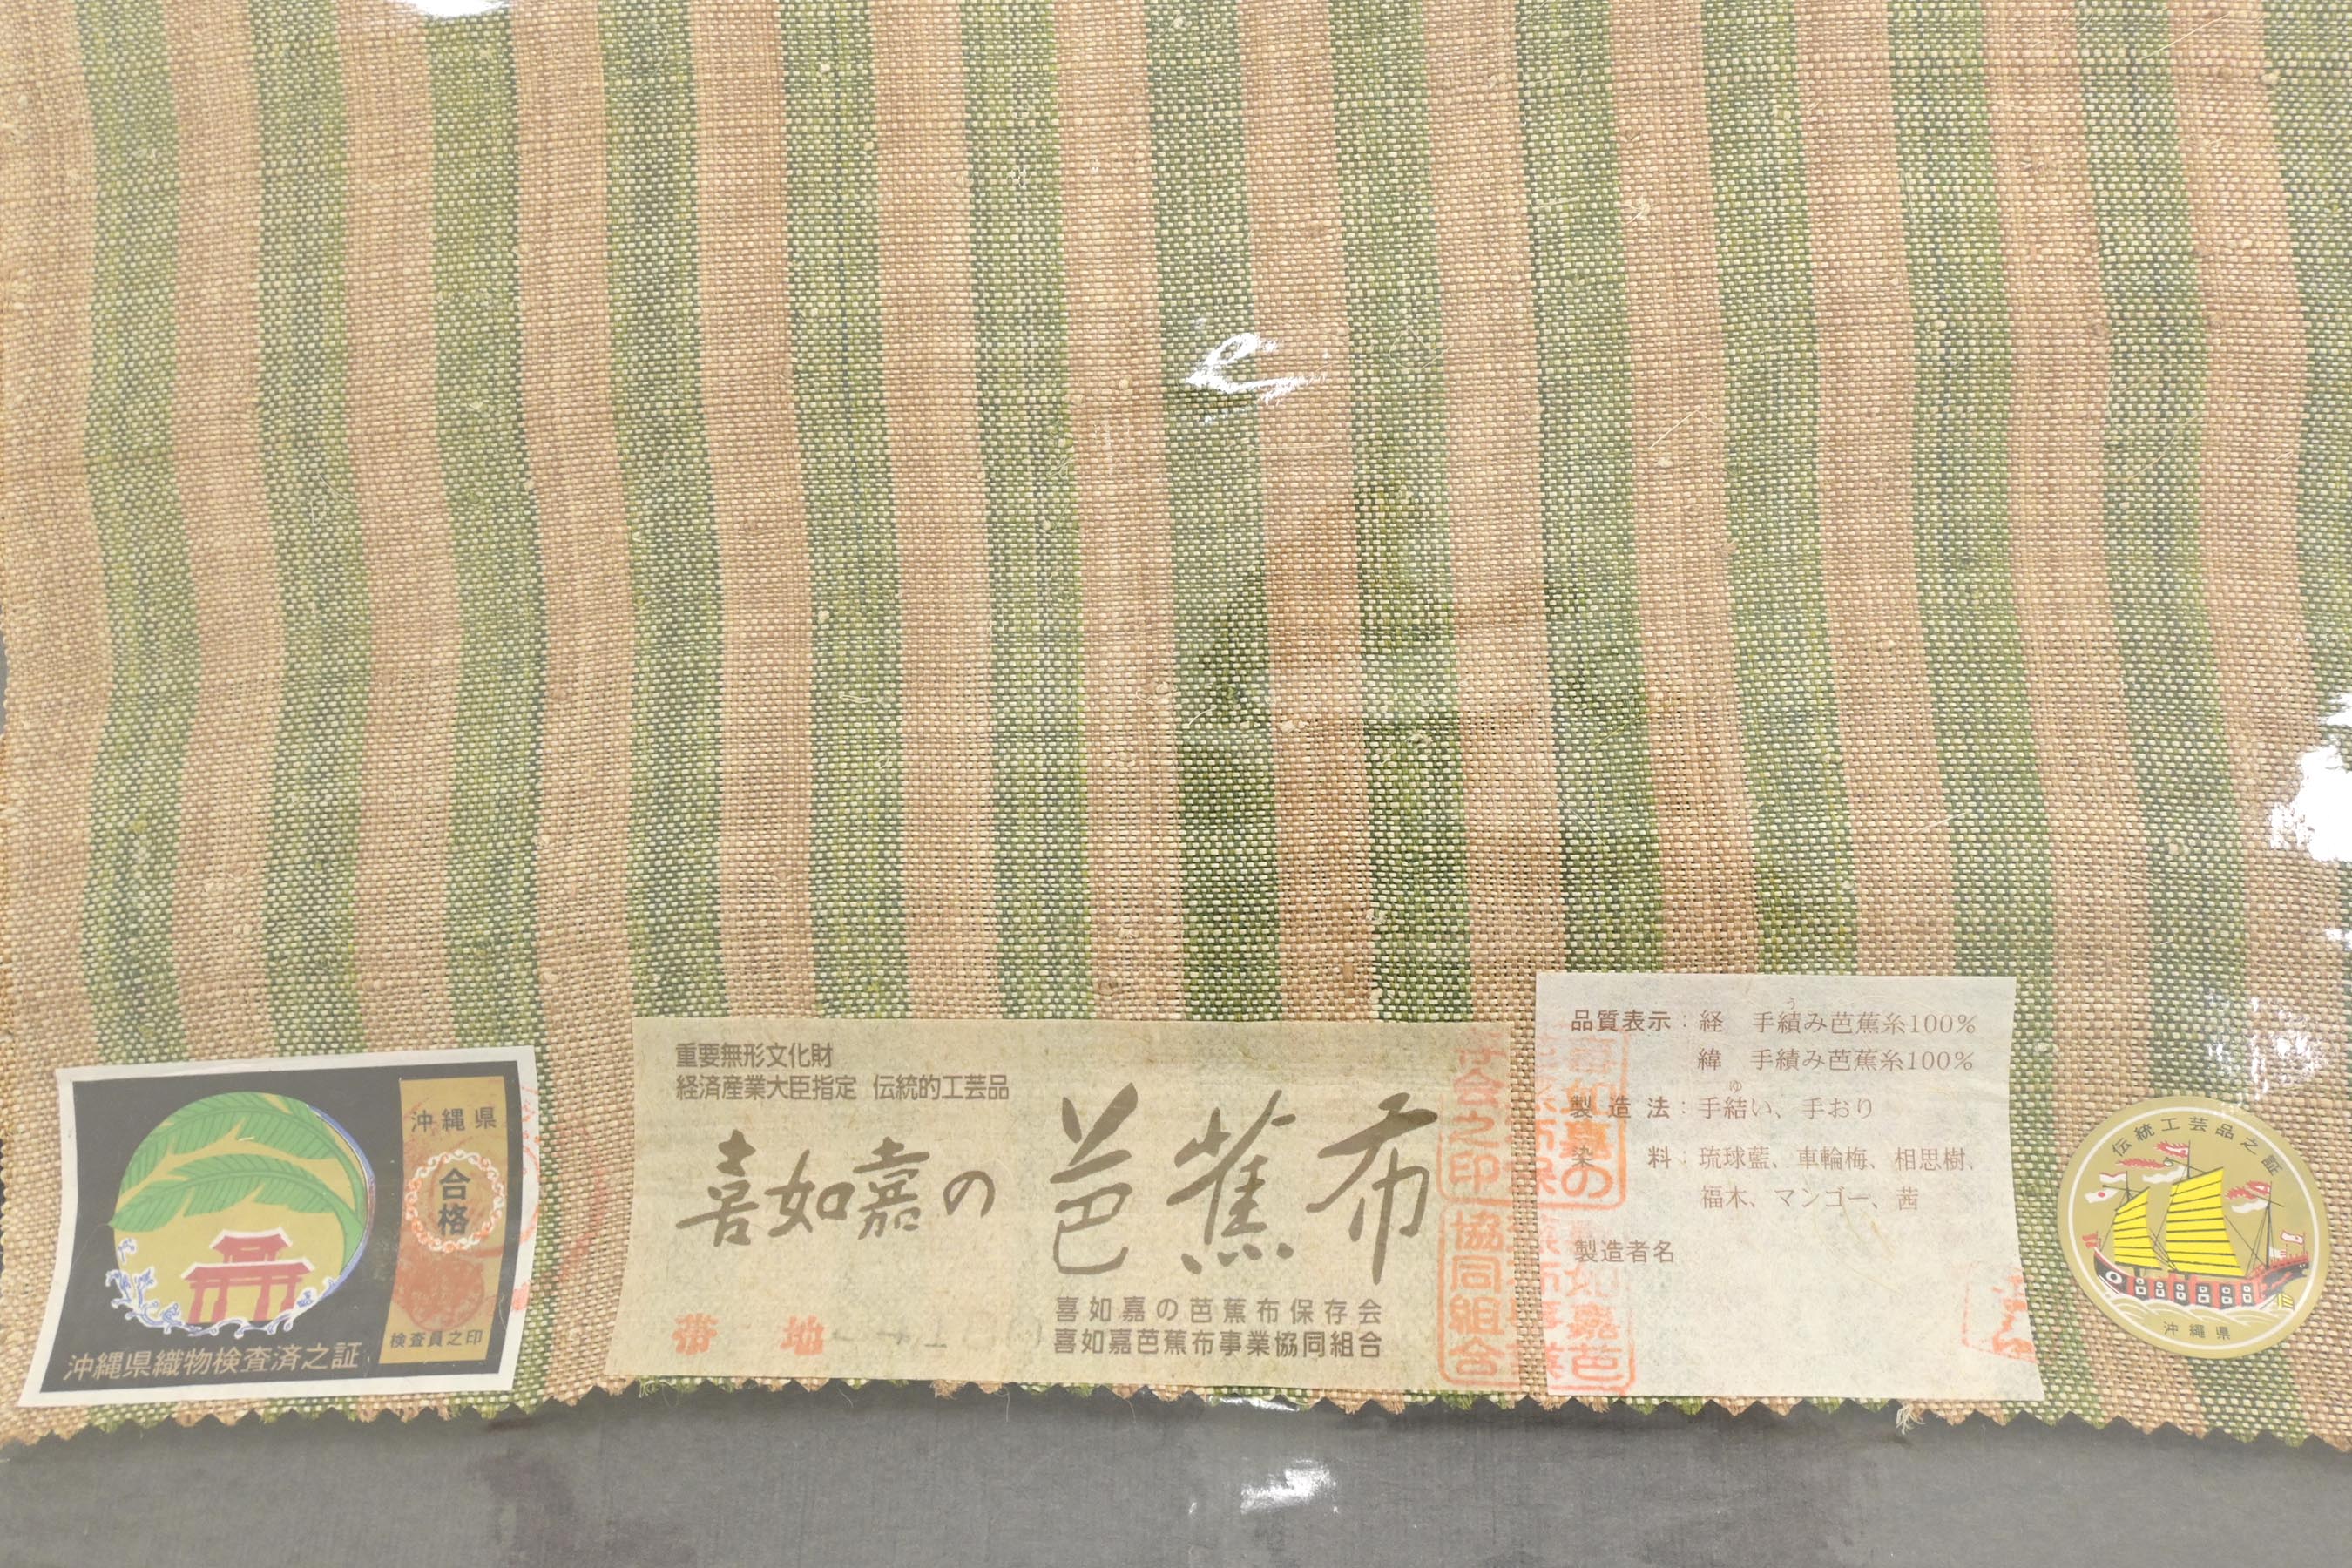 沖縄県
合格
検査員之印
沖縄県織物検査済之証
重要無形文化財
経済産業大臣指定 伝統的工芸品
喜如嘉の芭蕉布
帯地
喜如嘉の芭蕉布保存会
喜如嘉芭蕉布事業協同組合
品質表示:経 手績み芭蕉糸100%
緯 手績み芭蕉糸100%
製造法:手結い、手おり
染料:琉球藍、車輪梅、相思樹、
福木、マンゴー、茜
製造者名
伝統工芸品之証
沖縄県